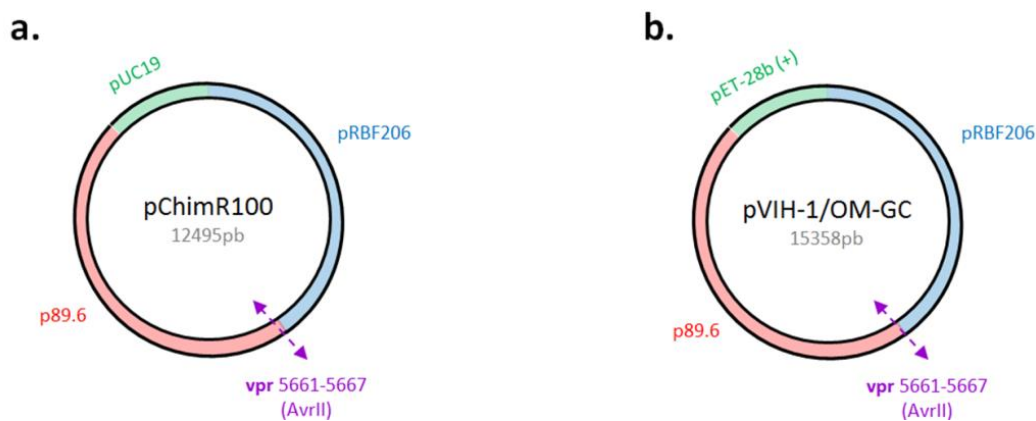 a.
pUC19
pRBF206
pChimR100
12495pb
p89.6
vpr 5661-5667
(AvrII)
b.
pET-28b (+)
pRBF206
pVIH-1/OM-GC
15358pb
p89.6
vpr 5661-5667
(AvrII)